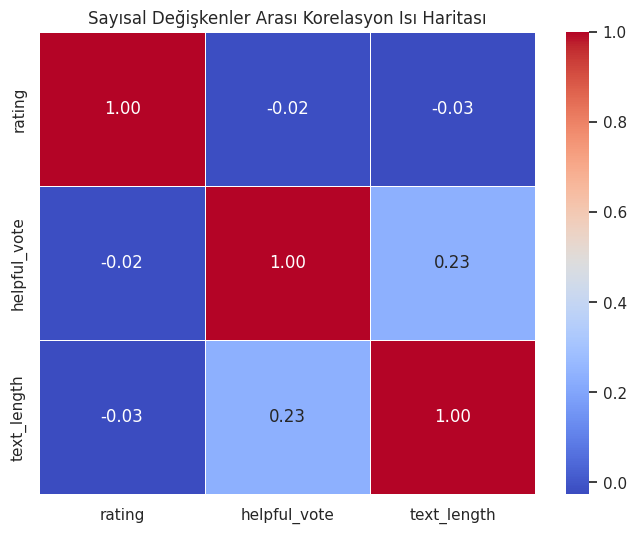 Sayısal Değişkenler Arası Korelasyon Isı Haritası
rating
1.00
-0.02
-0.03
helpful_vote
-0.02
1.00
0.23
text_length
-0.03
0.23
1.00
rating
helpful_vote
text_length
1.0
0.8
0.6
0.4
0.2
0.0